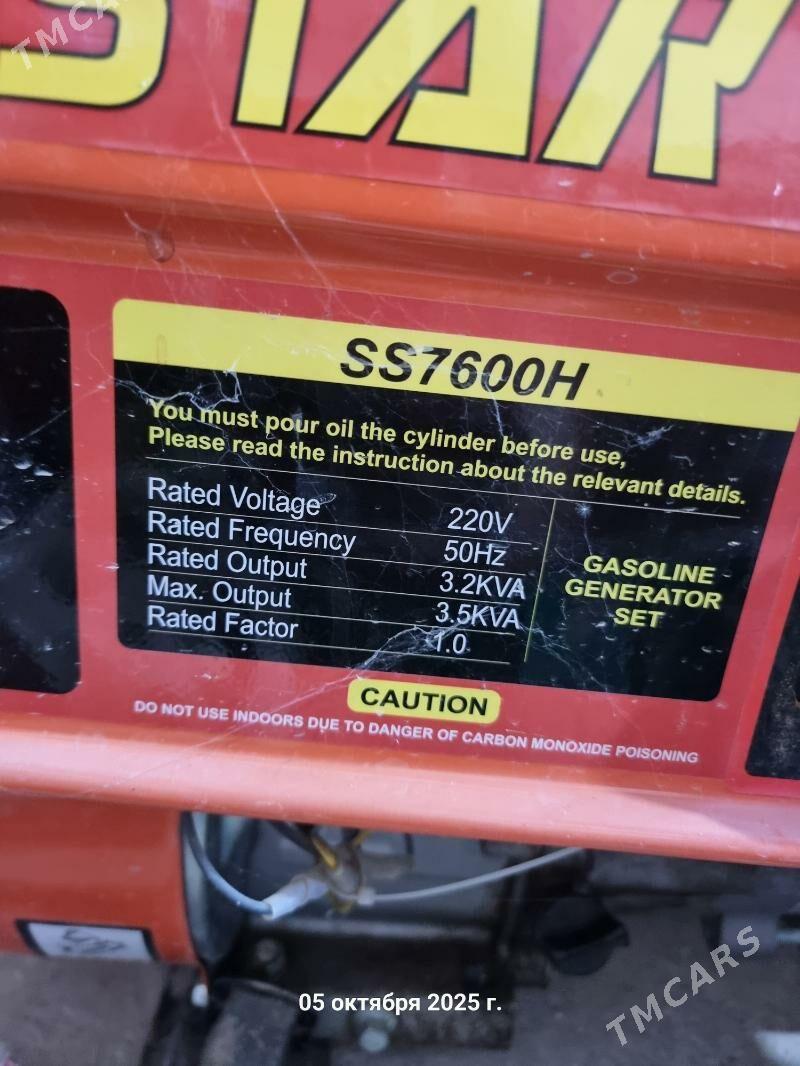 TMCARS
STAR
SS7600H
You must pour oil the cylinder before use,
Please read the instruction about the relevant details.
Rated Voltage 220V
Rated Frequency 50Hz
Rated Output 3.2KVA
Max. Output 3.5KVA
Rated Factor 1.0
GASOLINE
GENERATOR
SET
CAUTION
DO NOT USE INDOORS DUE TO DANGER OF CARBON MONOXIDE POISONING
TMCARS
05 октября 2025 г.